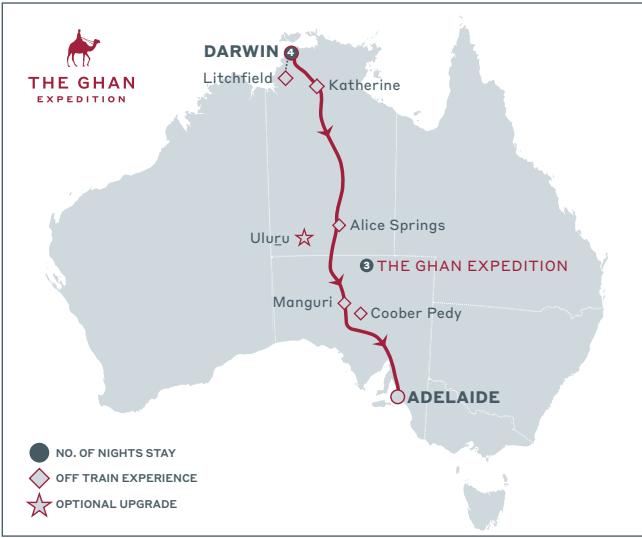 THE GHAN
EXPEDITION
DARWIN 4
Litchfield
Katherine
Alice Springs
Uluṟu
3 THE GHAN EXPEDITION
Manguri
Coober Pedy
ADELAIDE
NO. OF NIGHTS STAY
OFF TRAIN EXPERIENCE
OPTIONAL UPGRADE